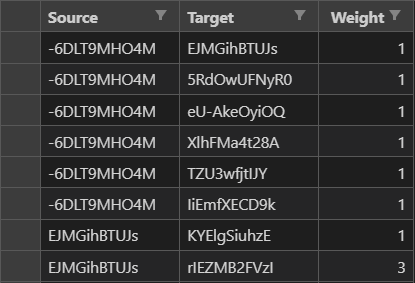 Source Target Weight
-6DLT9MHO4M EJMGihBTUJs 1
-6DLT9MHO4M 5RdOwUFNyR0 1
-6DLT9MHO4M eU-AkeOyiOQ 1
-6DLT9MHO4M XlhFMa4t28A 1
-6DLT9MHO4M TZU3wfjtIJY 1
-6DLT9MHO4M IiEmfXECD9k 1
EJMGihBTUJs KYElgSiuhzE 1
EJMGihBTUJs rIEZMB2FVzI 3